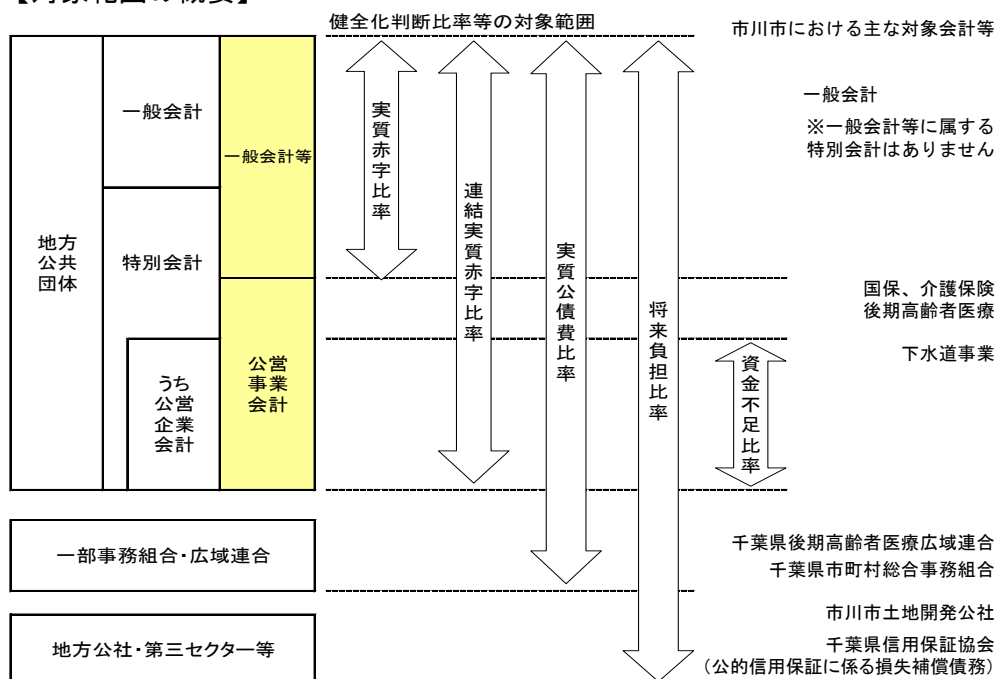 【対象範囲の概要】
健全化判断比率等の対象範囲
市川市における主な対象会計等
地方
公共
団体
一般会計
特別会計
うち
公営
企業
会計
一般会計等
公営
事業
会計
実質赤字比率
連結実質赤字比率
実質公債費比率
将来負担比率
資金不足比率
一般会計
※一般会計等に属する
特別会計はありません
国保、介護保険
後期高齢者医療
下水道事業
一部事務組合・広域連合
千葉県後期高齢者医療広域連合
千葉県市町村総合事務組合
地方公社・第三セクター等
市川市土地開発公社
千葉県信用保証協会
(公的信用保証に係る損失補償債務)